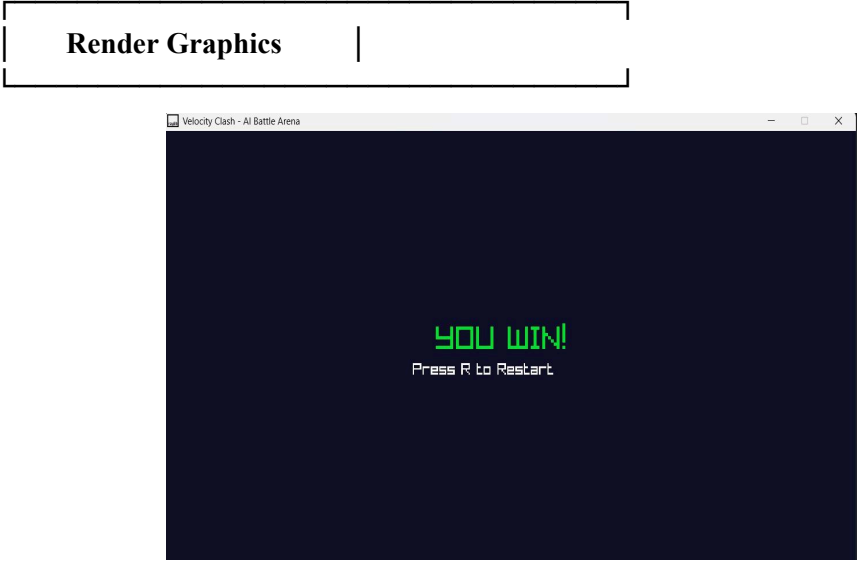 Render Graphics
Velocity Clash - AI Battle Arena
YOU WIN!
Press R to Restart